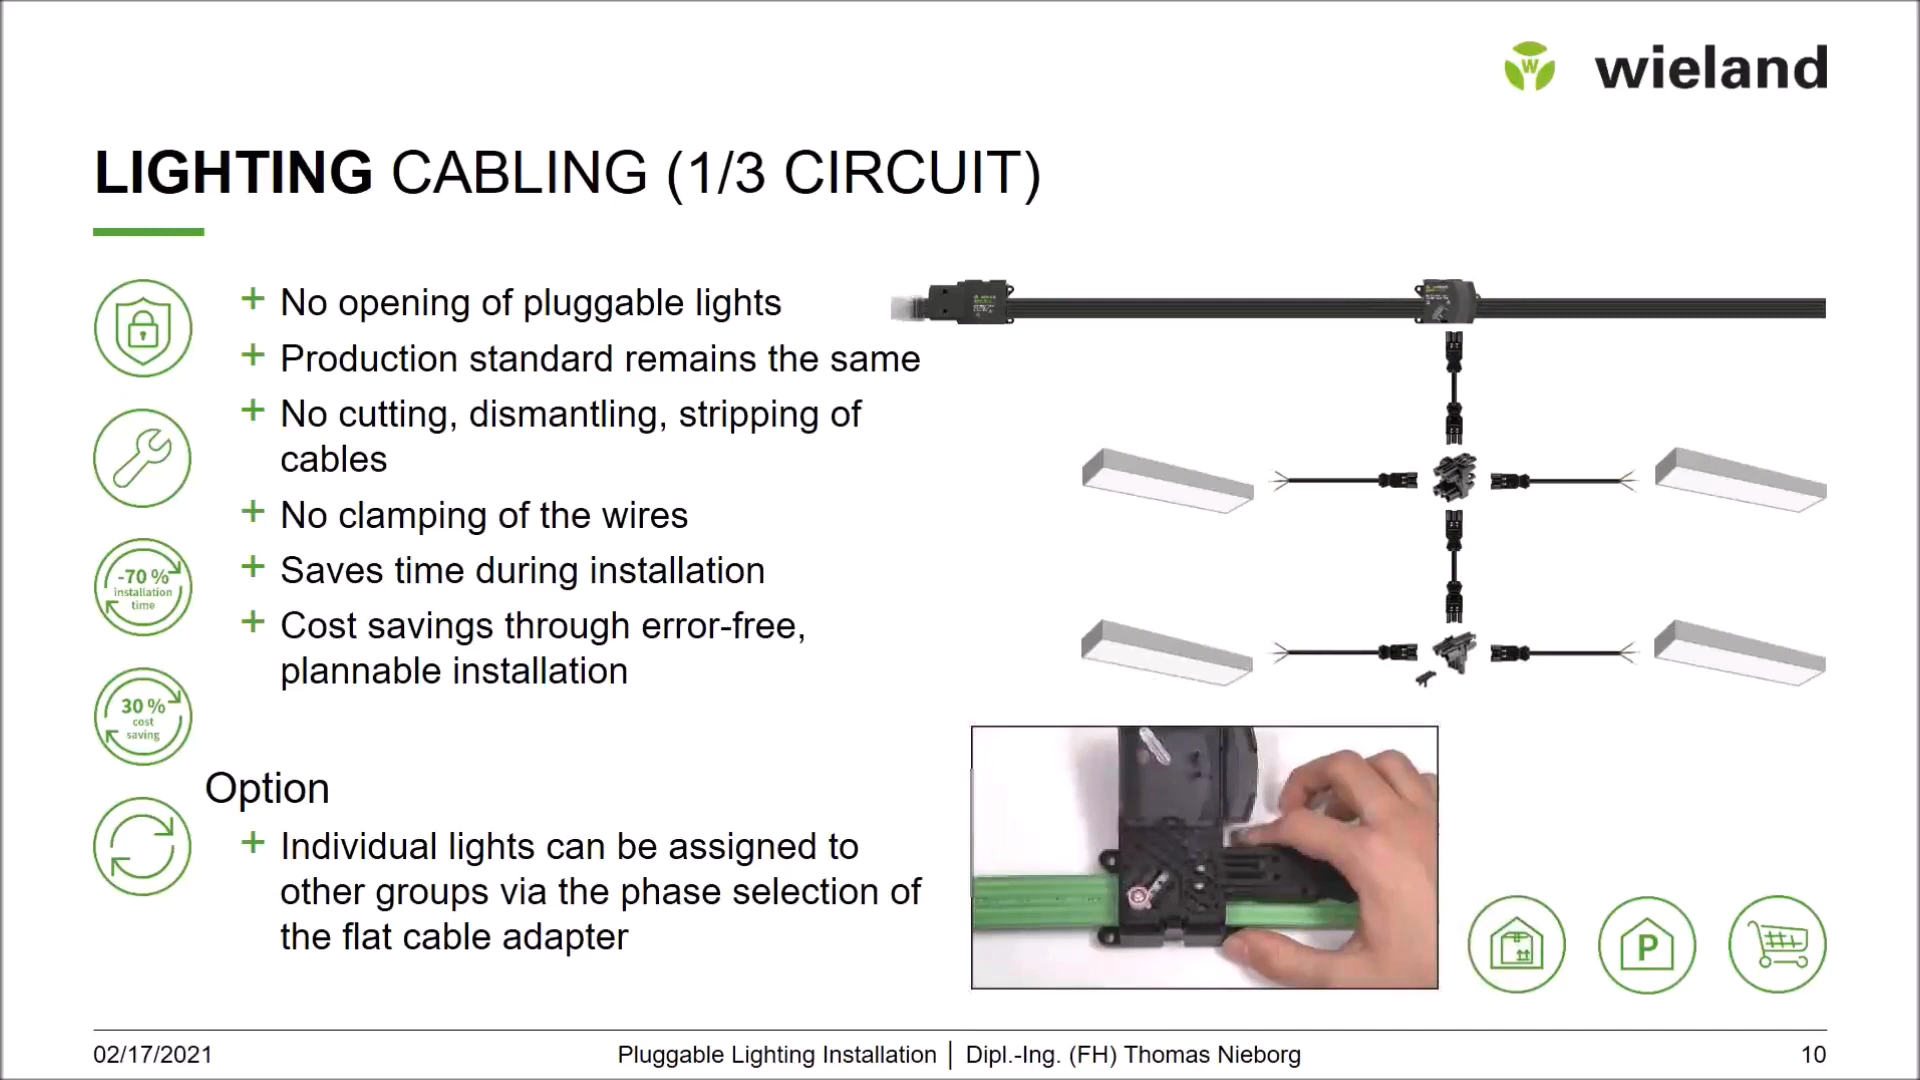 W wieland
LIGHTING CABLING (1/3 CIRCUIT)
+ No opening of pluggable lights
+ Production standard remains the same
+ No cutting, dismantling, stripping of
cables
+ No clamping of the wires
+ Saves time during installation
+ Cost savings through error-free,
plannable installation
-70 %
installation
time
30 %
cost
saving
Option
+ Individual lights can be assigned to
other groups via the phase selection of
the flat cable adapter
P
02/17/2021
Pluggable Lighting Installation | Dipl.-Ing. (FH) Thomas Nieborg
10